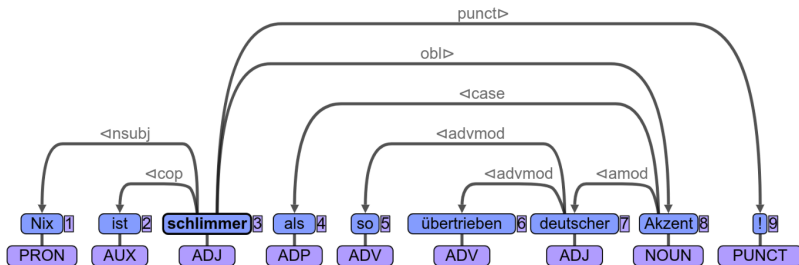 punct⊳
obl⊳
⊲case
⊲nsubj ⊲advmod
⊲cop ⊲advmod ⊲amod
Nix 1 ist 2 schlimmer 3 als 4 so 5 übertrieben 6 deutscher 7 Akzent 8 ! 9
PRON AUX ADJ ADP ADV ADV ADJ NOUN PUNCT